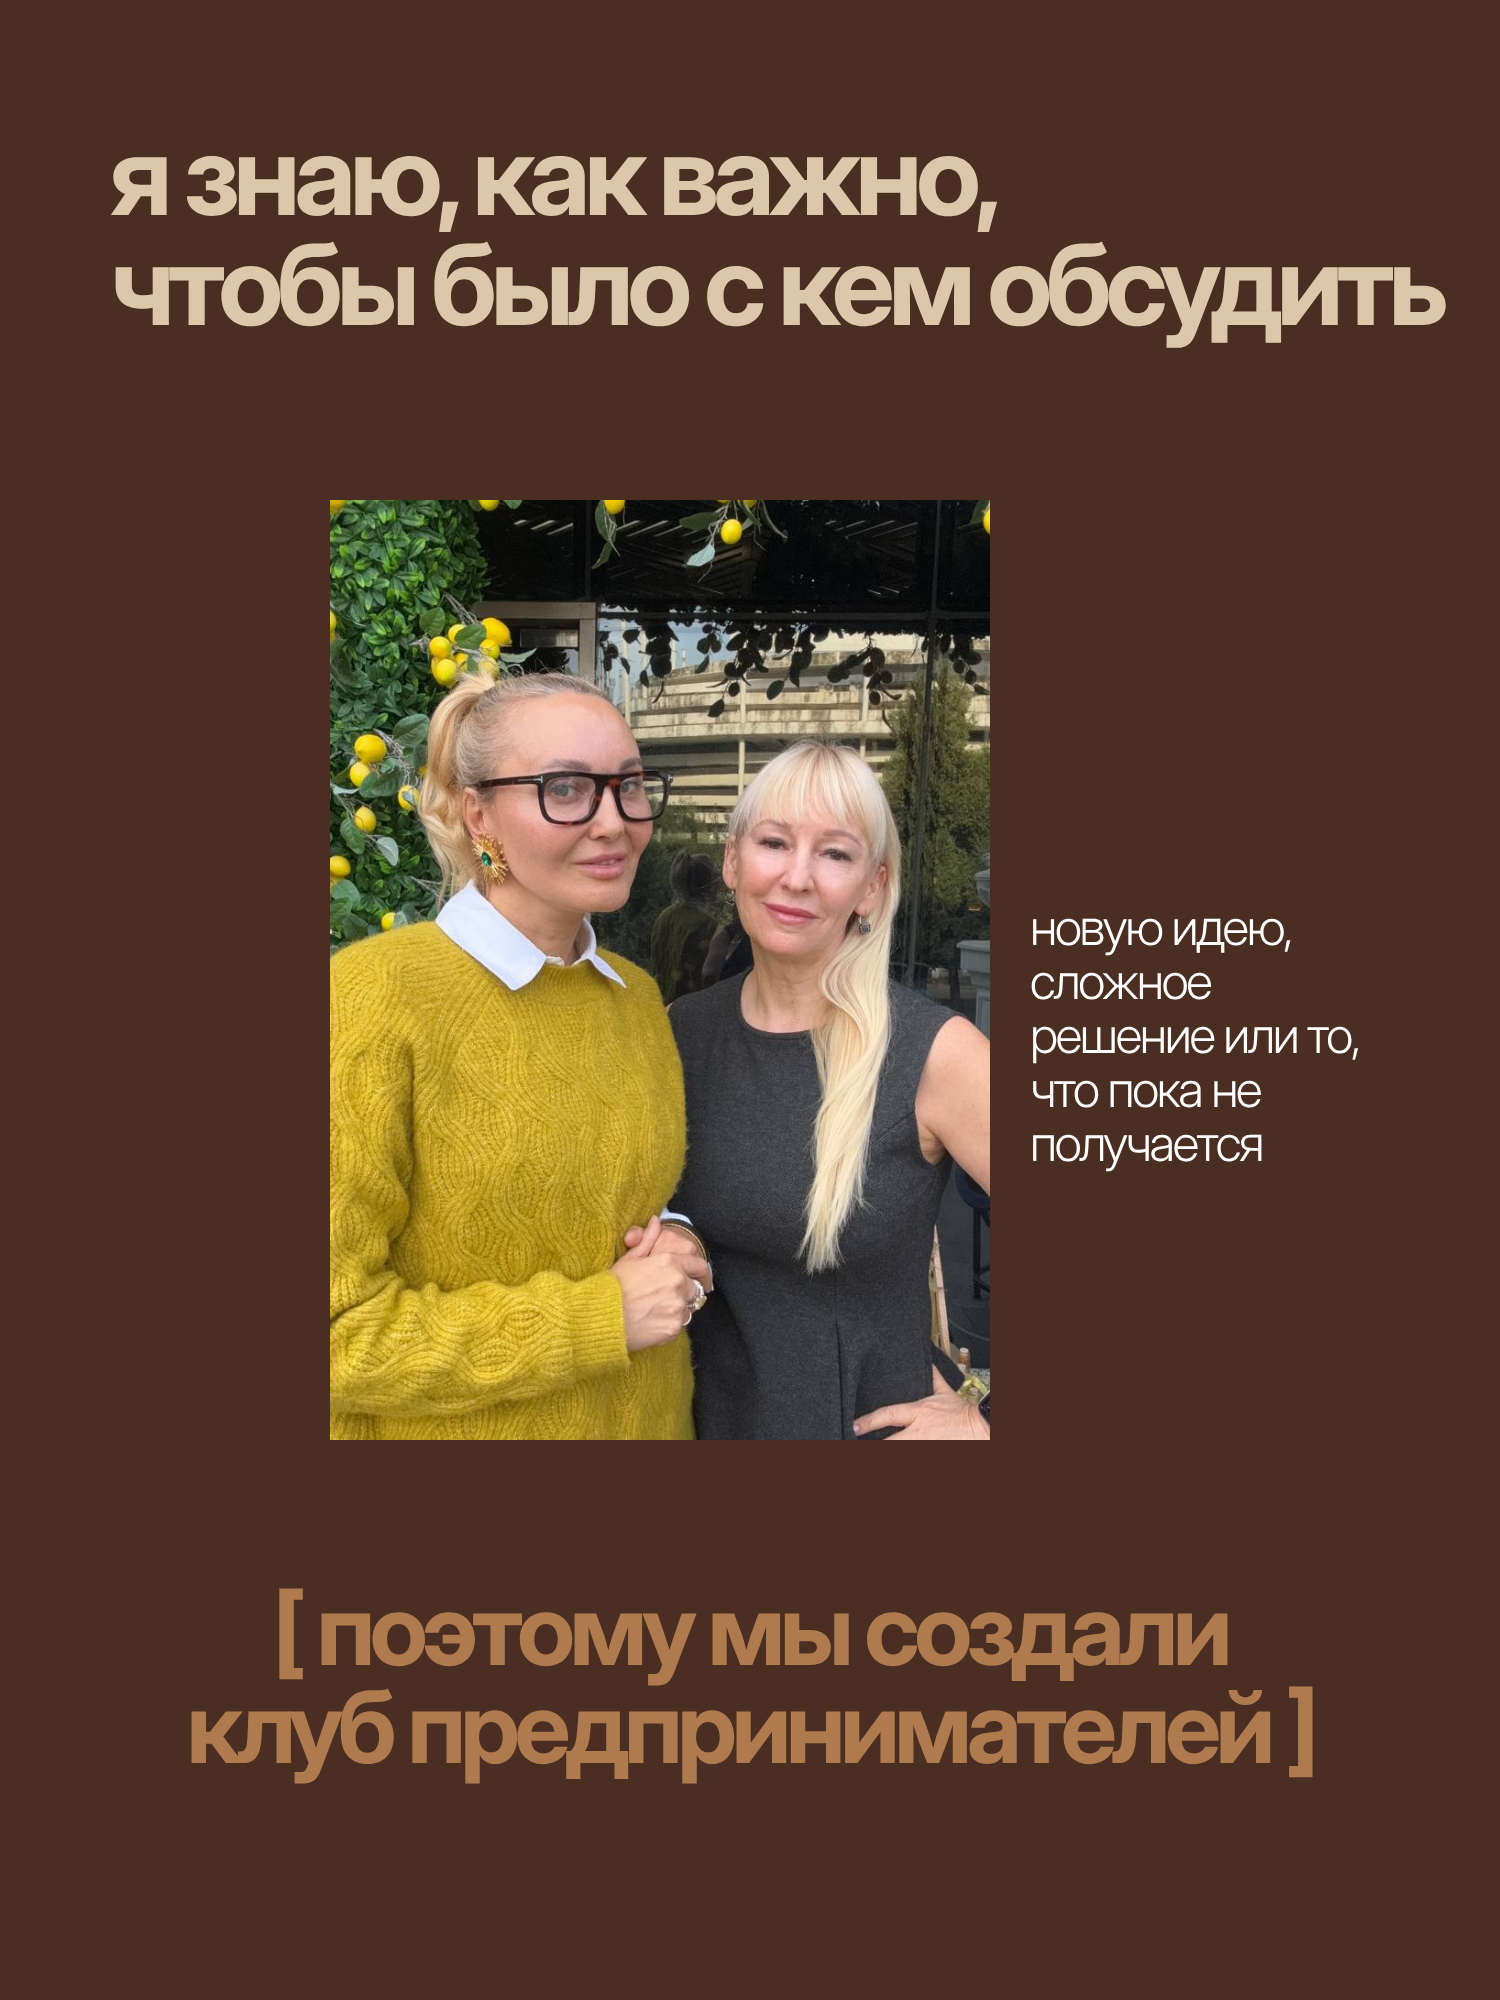 я знаю, как важно,
чтобы было с кем обсудить
новую идею,
сложное
решение или то,
что пока не
получается
[ поэтому мы создали
клуб предпринимателей ]